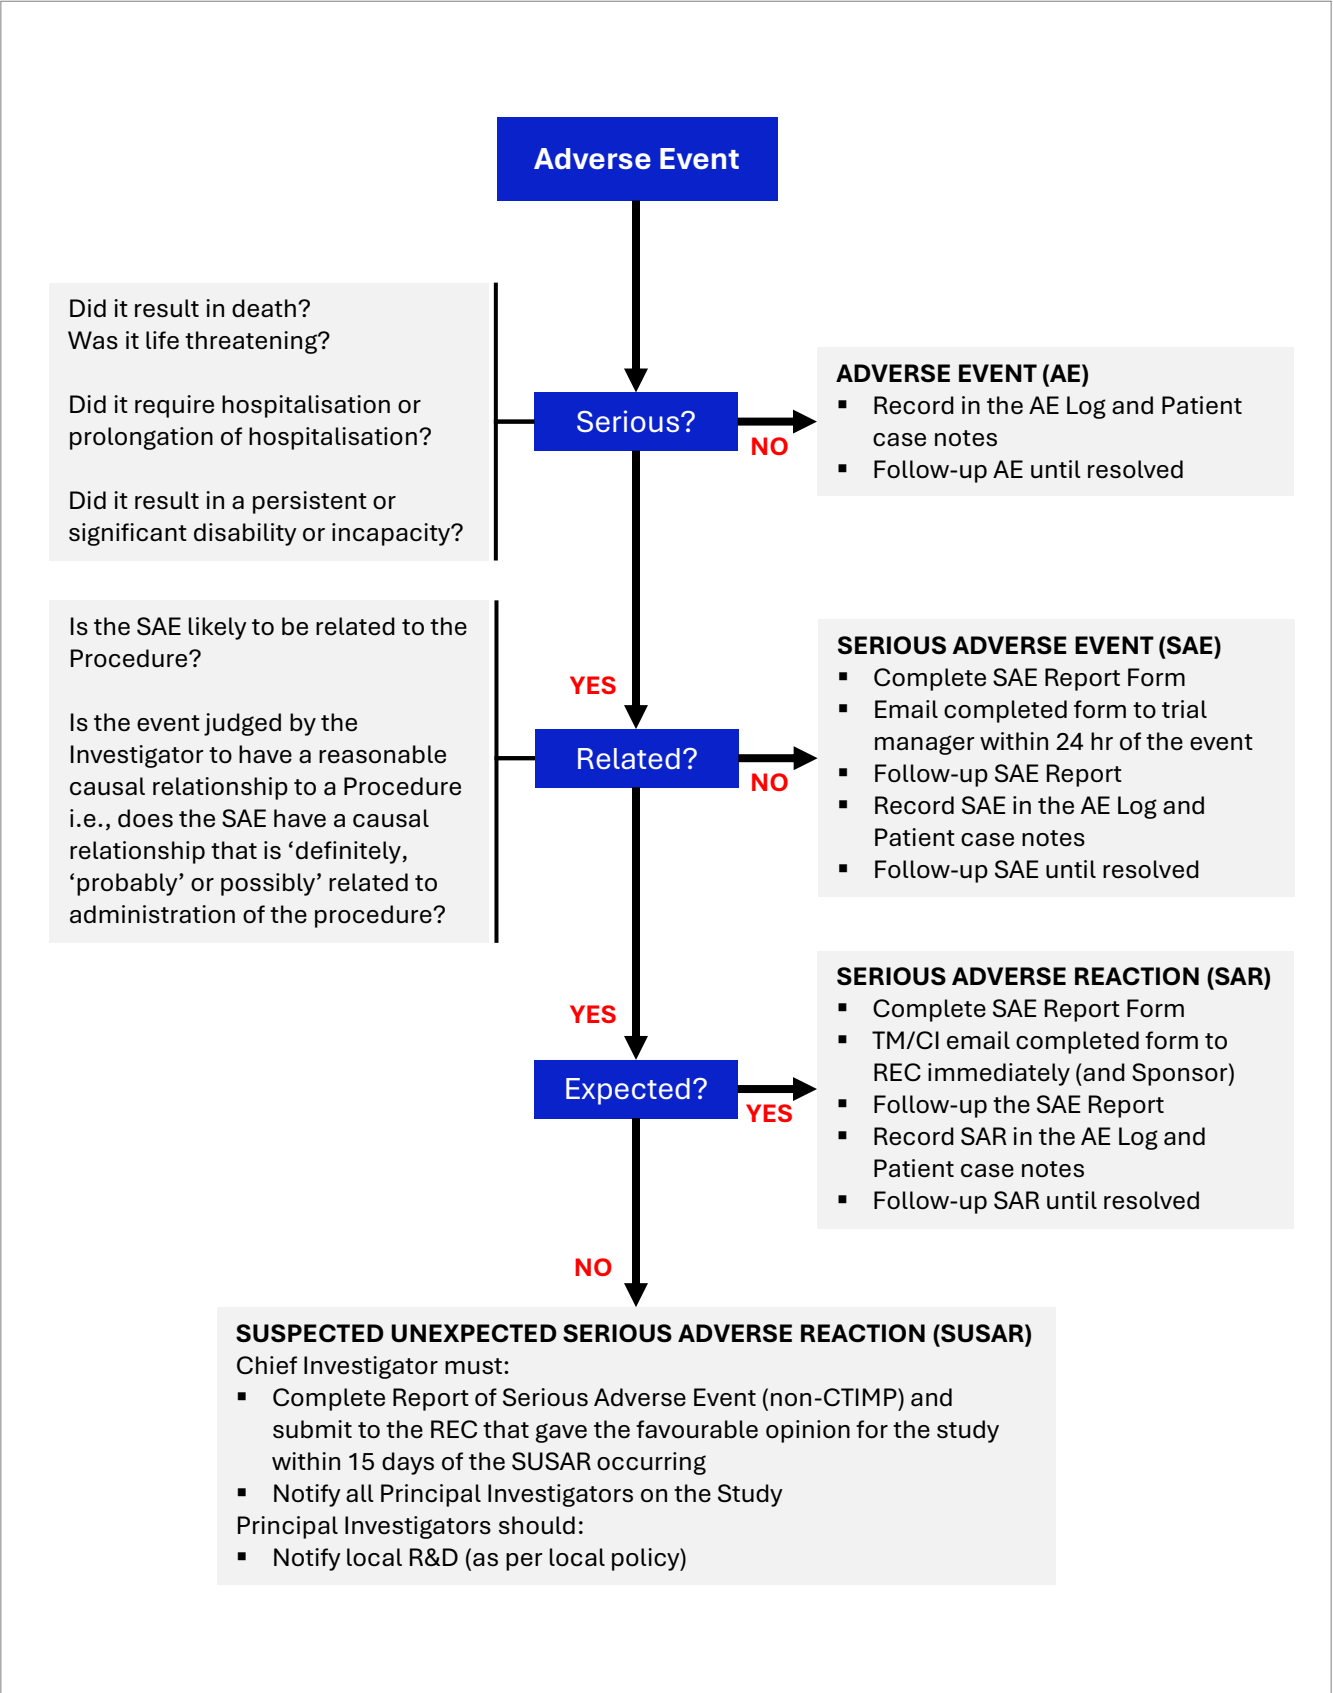 Adverse Event
Did it result in death?
Was it life threatening?
Did it require hospitalisation or
prolongation of hospitalisation?
Did it result in a persistent or
significant disability or incapacity?
Serious?
NO
ADVERSE EVENT (AE)
▪ Record in the AE Log and Patient
case notes
▪ Follow-up AE until resolved
Is the SAE likely to be related to the
Procedure?
Is the event judged by the
Investigator to have a reasonable
causal relationship to a Procedure
i.e., does the SAE have a causal
relationship that is ‘definitely,
‘probably’ or possibly’ related to
administration of the procedure?
YES
Related?
NO
SERIOUS ADVERSE EVENT (SAE)
▪ Complete SAE Report Form
▪ Email completed form to trial
manager within 24 hr of the event
▪ Follow-up SAE Report
▪ Record SAE in the AE Log and
Patient case notes
▪ Follow-up SAE until resolved
YES
Expected?
YES
SERIOUS ADVERSE REACTION (SAR)
▪ Complete SAE Report Form
▪ TM/CI email completed form to
REC immediately (and Sponsor)
▪ Follow-up the SAE Report
▪ Record SAR in the AE Log and
Patient case notes
▪ Follow-up SAR until resolved
NO
SUSPECTED UNEXPECTED SERIOUS ADVERSE REACTION (SUSAR)
Chief Investigator must:
▪ Complete Report of Serious Adverse Event (non-CTIMP) and
submit to the REC that gave the favourable opinion for the study
within 15 days of the SUSAR occurring
▪ Notify all Principal Investigators on the Study
Principal Investigators should:
▪ Notify local R&D (as per local policy)